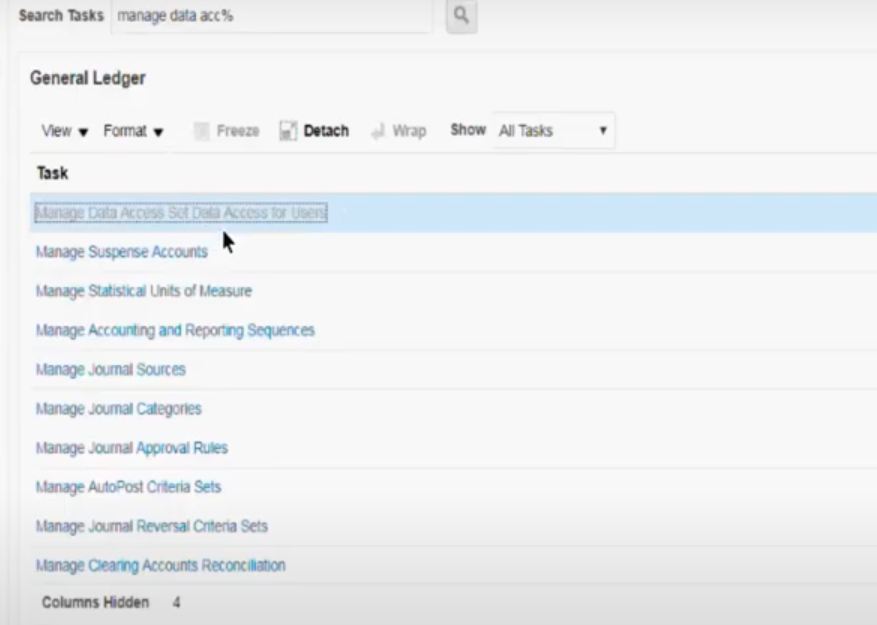 Search Tasks manage data acc%
General Ledger
View Format Freeze Detach Wrap Show All Tasks
Task
Manage Data Access Set Data Access for Users
Manage Suspense Accounts
Manage Statistical Units of Measure
Manage Accounting and Reporting Sequences
Manage Journal Sources
Manage Journal Categories
Manage Journal Approval Rules
Manage AutoPost Criteria Sets
Manage Journal Reversal Criteria Sets
Manage Clearing Accounts Reconciliation
Columns Hidden 4